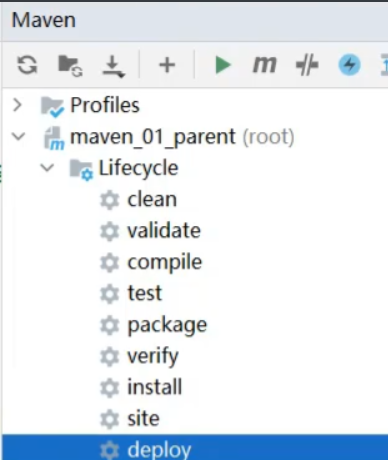 Maven
m
Profiles
maven_01_parent (root)
Lifecycle
clean
validate
compile
test
package
verify
install
site
deploy